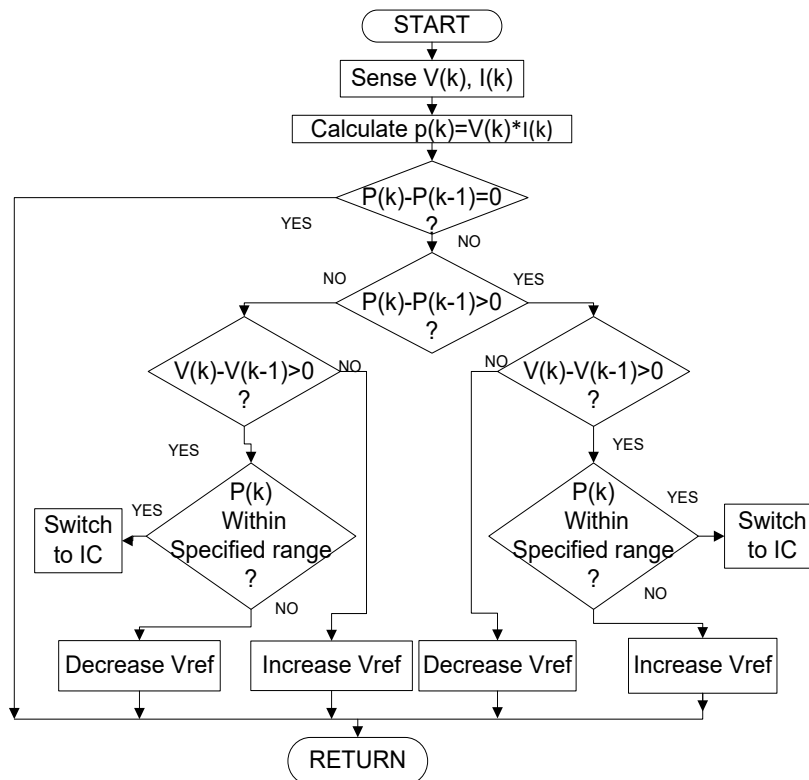 START
Sense V(k), I(k)
Calculate p(k)=V(k)*I(k)
P(k)-P(k-1)=0
?
YES
NO
P(k)-P(k-1)>0
?
NO
YES
V(k)-V(k-1)>0
?
NO
YES
NO
V(k)-V(k-1)>0
?
YES
P(k)
Within
Specified range
?
YES
NO
Switch
to IC
P(k)
Within
Specified range
?
YES
NO
Switch
to IC
Decrease Vref
Increase Vref
Decrease Vref
Increase Vref
RETURN